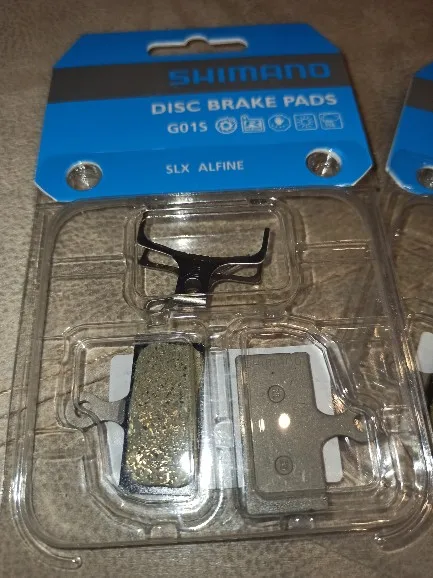 SHIMANO
DISC BRAKE PADS
G01S
SLX ALFINE